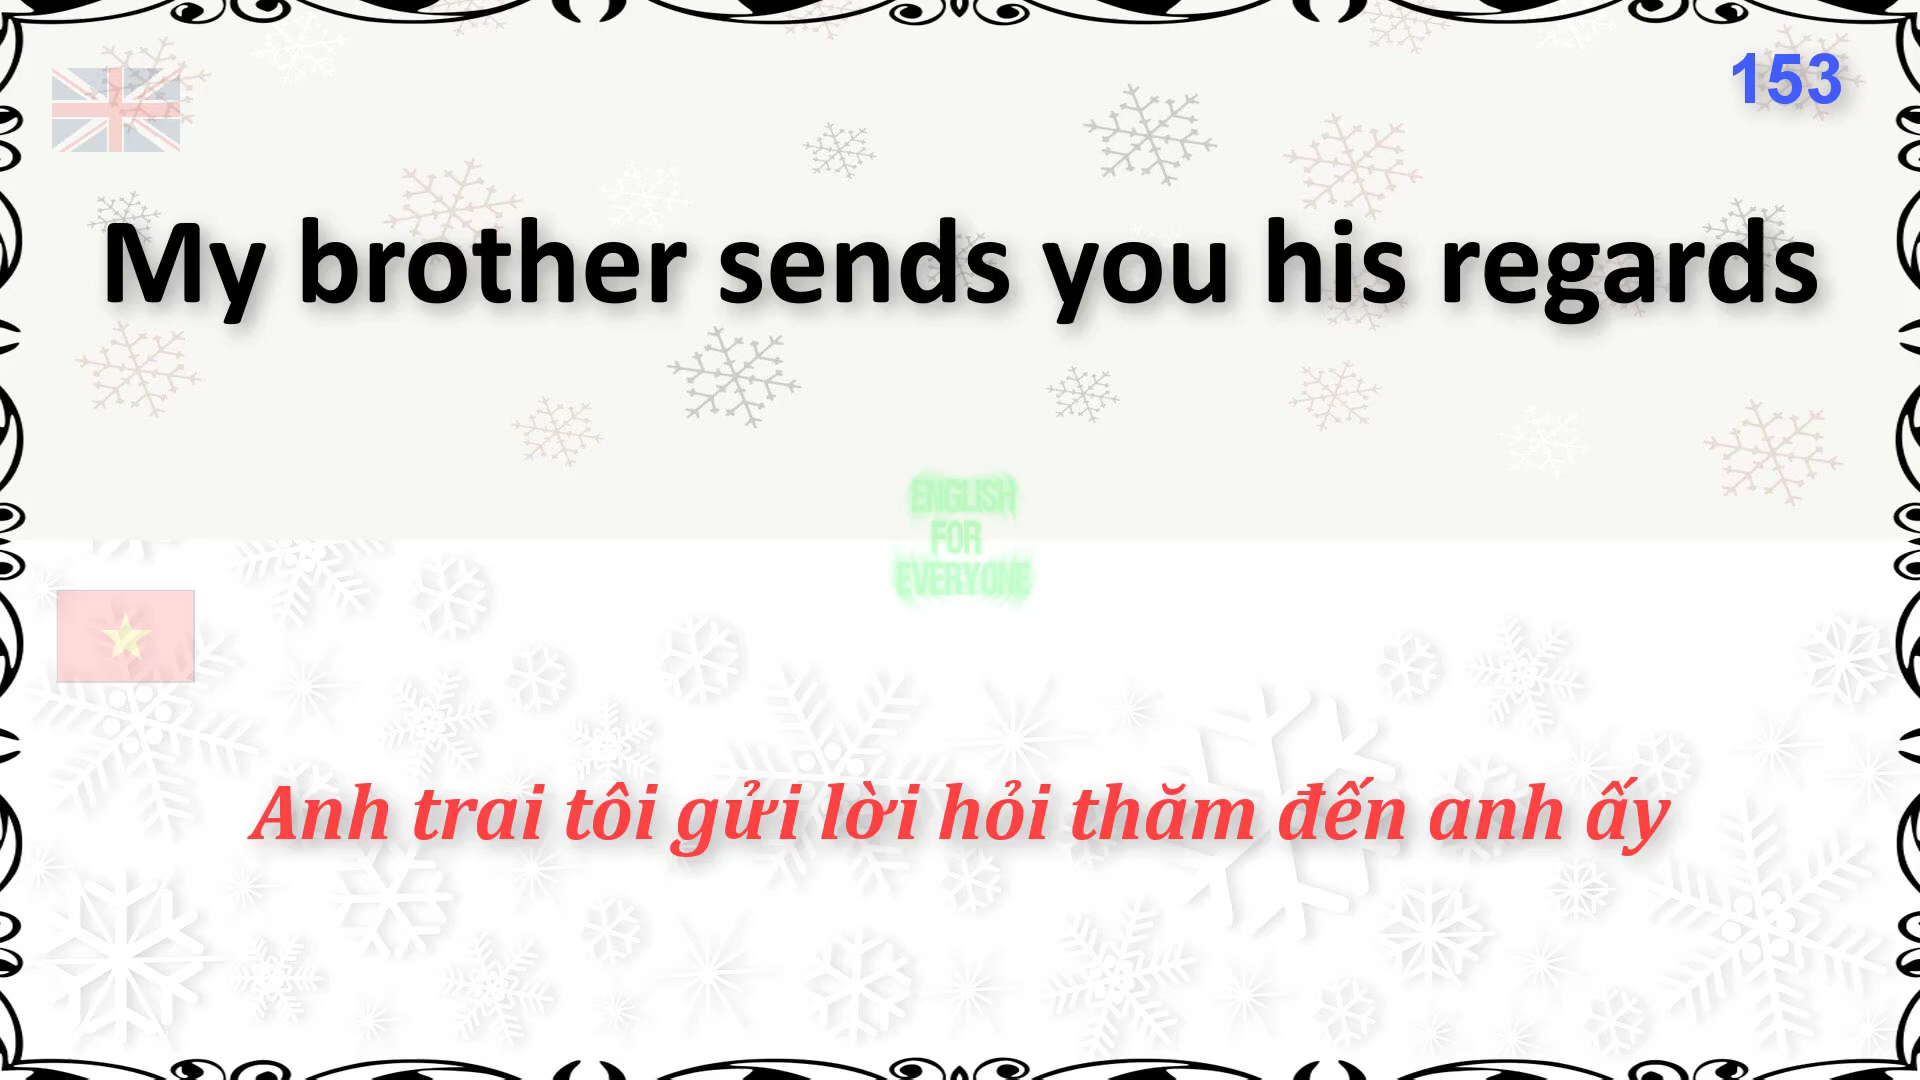 153
My brother sends you his regards
ENGLISH
FOR
EVERYONE
Anh trai tôi gửi lời hỏi thăm đến anh ấy